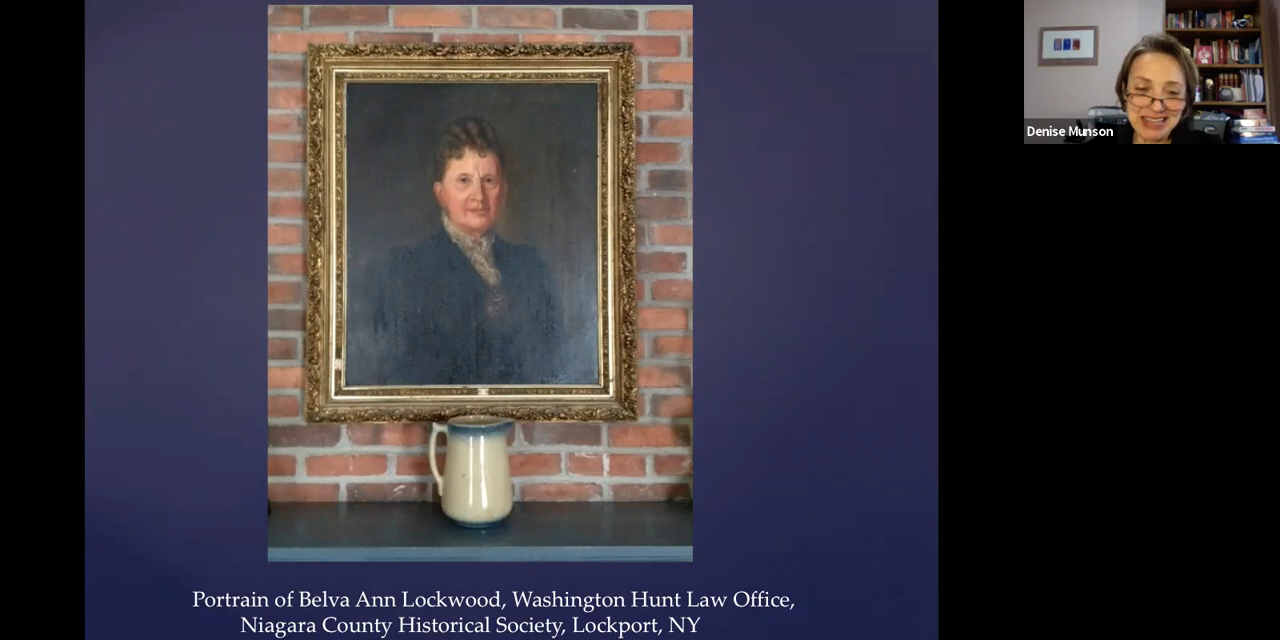 Denise Munson
Portrain of Belva Ann Lockwood, Washington Hunt Law Office,
Niagara County Historical Society, Lockport, NY